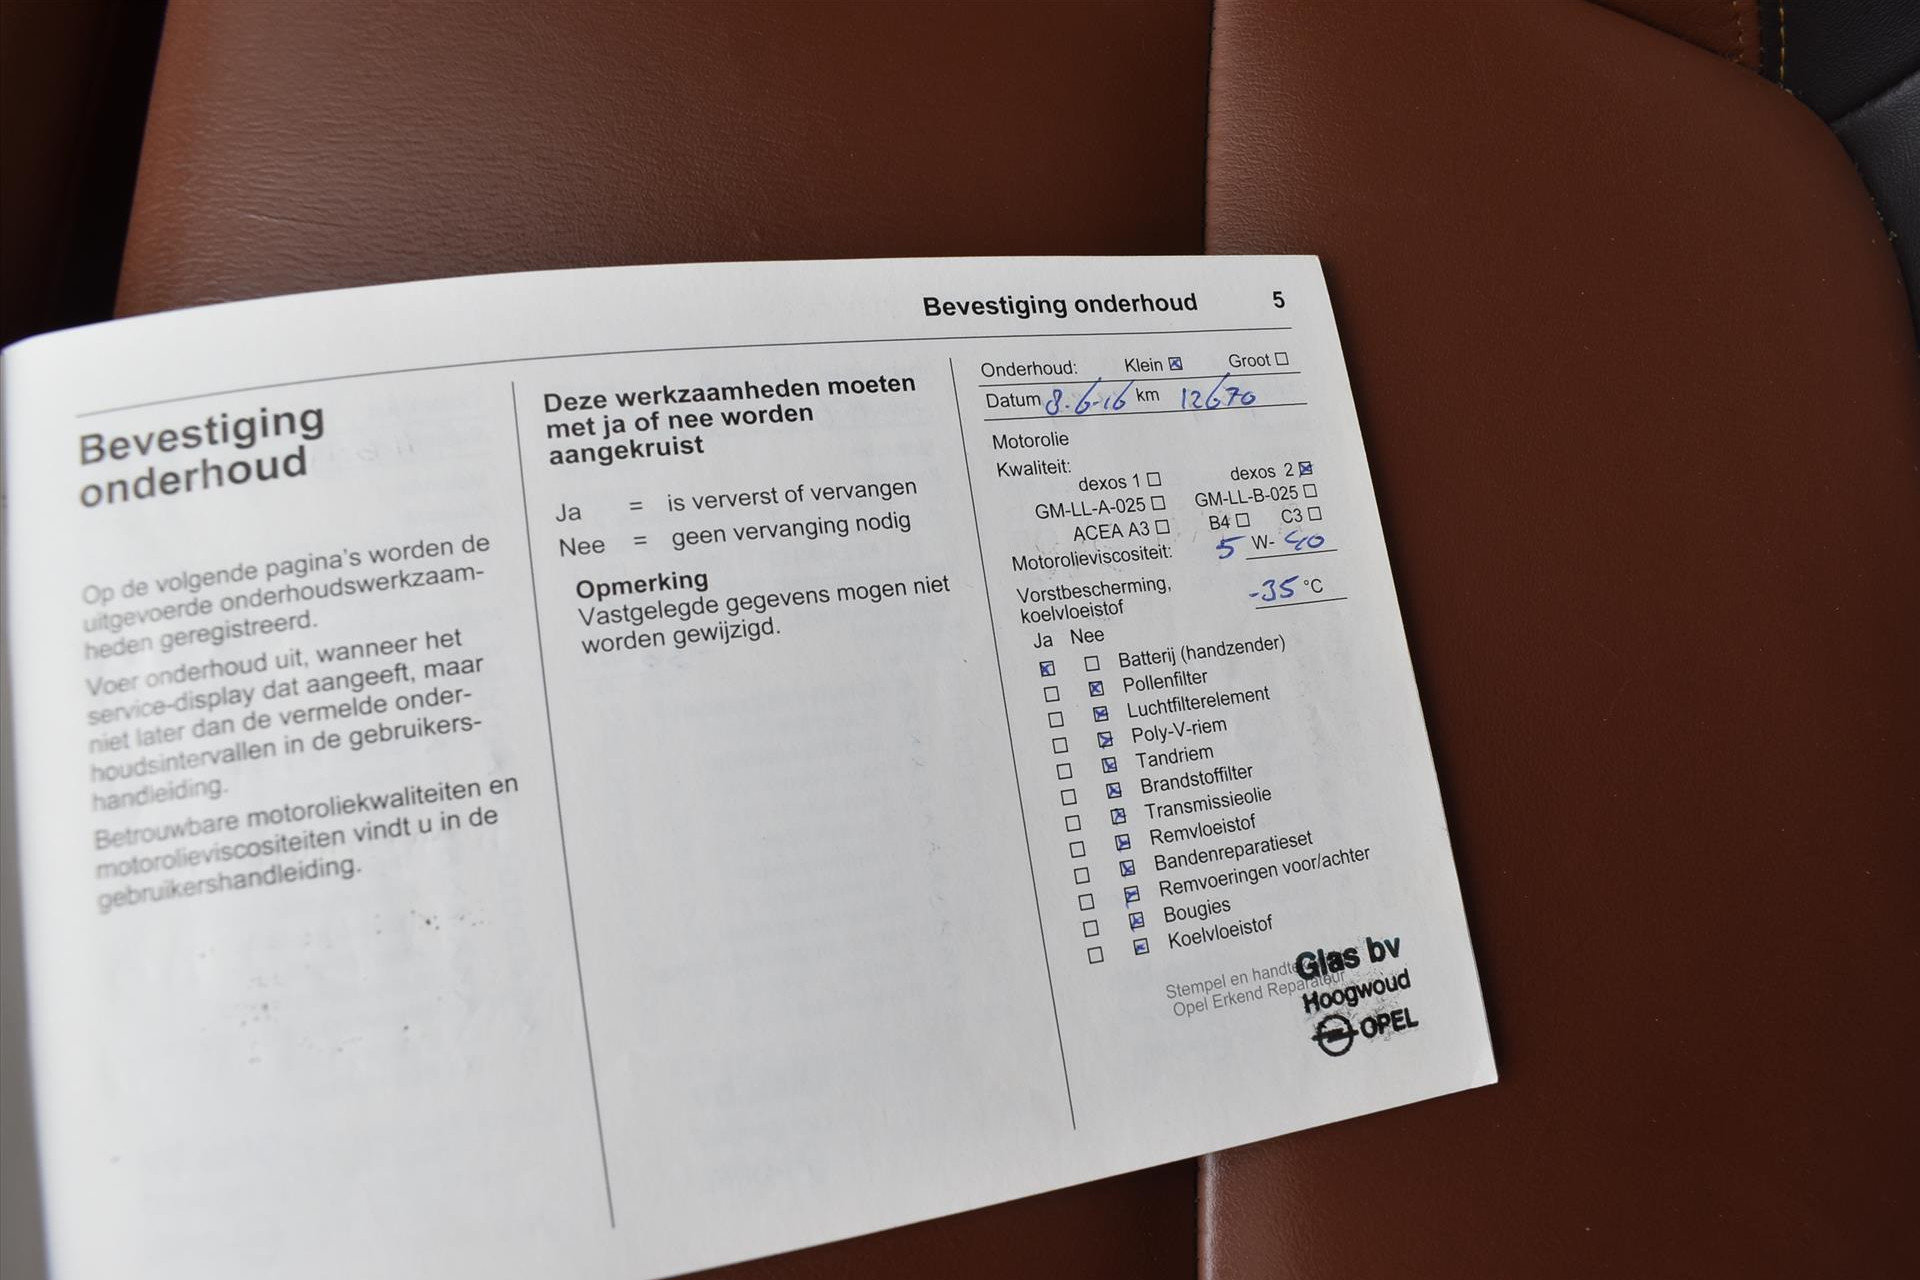 Bevestiging onderhoud 5
Bevestiging
onderhoud
Op de volgende pagina's worden de
uitgevoerde onderhoudswerkzaam-
heden geregistreerd.
Voer onderhoud uit, wanneer het
service-display dat aangeeft, maar
niet later dan de vermelde onder-
houdsintervallen in de gebruikers-
handleiding.
Betrouwbare motoroliekwaliteiten en
motorolieviscositeiten vindt u in de
gebruikershandleiding.
Deze werkzaamheden moeten
met ja of nee worden
aangekruist
Ja = is ververst of vervangen
Nee = geen vervanging nodig
Opmerking
Vastgelegde gegevens mogen niet
worden gewijzigd.
Onderhoud: Klein ☒ Groot ☐
Datum 8-6-16 km 12670
Motorolie
Kwaliteit:
dexos 1 ☐ dexos 2 ☒
GM-LL-A-025 ☐ GM-LL-B-025 ☐
ACEA A3 ☐ B4 ☐ C3 ☐
Motorolieviscositeit: 5 W- 40
Vorstbescherming,
koelvloeistof -35 °C
Ja Nee
☒ ☐ Batterij (handzender)
☐ ☒ Pollenfilter
☐ ☒ Luchtfilterelement
☐ ☒ Poly-V-riem
☐ ☒ Tandriem
☐ ☒ Brandstoffilter
☐ ☒ Transmissieolie
☐ ☒ Remvloeistof
☐ ☒ Bandenreparatieset
☐ ☒ Remvoeringen voor/achter
☐ ☒ Bougies
☐ ☒ Koelvloeistof
Stempel en handte
Opel Erkend Reparateur
Glas bv
Hoogwoud
OPEL